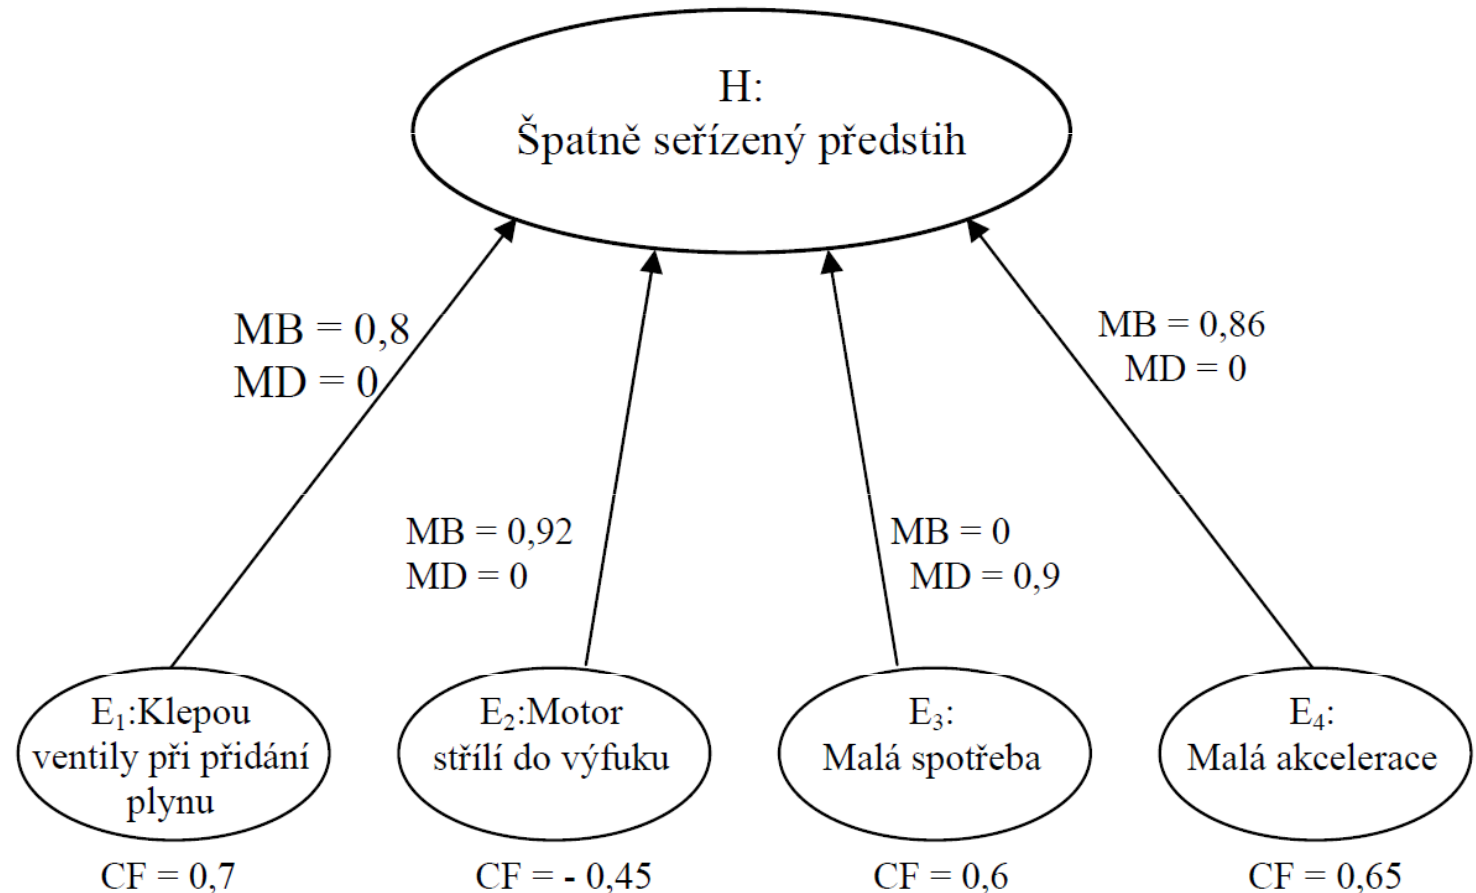 H:
Špatně seřízený předstih
MB = 0,8
MD = 0
MB = 0,86
MD = 0
MB = 0,92
MD = 0
MB = 0
MD = 0,9
E₁:Klepou
ventily při přidání
plynu
E₂:Motor
střílí do výfuku
E₃:
Malá spotřeba
E₄:
Malá akcelerace
CF = 0,7
CF = - 0,45
CF = 0,6
CF = 0,65